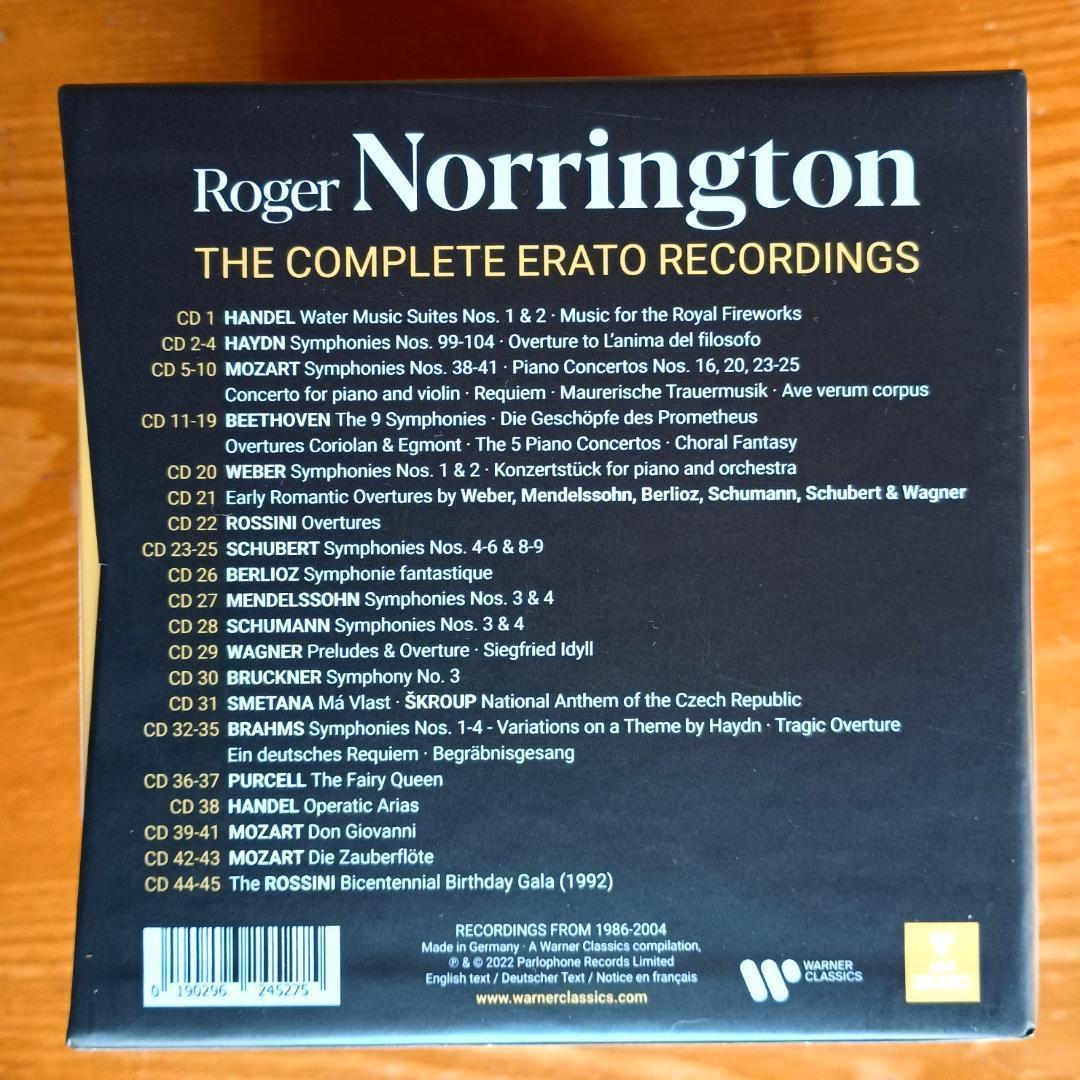 Roger Norrington
THE COMPLETE ERATO RECORDINGS
CD 1 HANDEL Water Music Suites Nos. 1 & 2 · Music for the Royal Fireworks
CD 2-4 HAYDN Symphonies Nos. 99-104 · Overture to L’anima del filosofo
CD 5-10 MOZART Symphonies Nos. 38-41 · Piano Concertos Nos. 16, 20, 23-25
Concerto for piano and violin · Requiem · Maurerische Trauermusik · Ave verum corpus
CD 11-19 BEETHOVEN The 9 Symphonies · Die Geschöpfe des Prometheus
Overtures Coriolan & Egmont · The 5 Piano Concertos · Choral Fantasy
CD 20 WEBER Symphonies Nos. 1 & 2 · Konzertstück for piano and orchestra
CD 21 Early Romantic Overtures by Weber, Mendelssohn, Berlioz, Schumann, Schubert & Wagner
CD 22 ROSSINI Overtures
CD 23-25 SCHUBERT Symphonies Nos. 4-6 & 8-9
CD 26 BERLIOZ Symphonie fantastique
CD 27 MENDELSSOHN Symphonies Nos. 3 & 4
CD 28 SCHUMANN Symphonies Nos. 3 & 4
CD 29 WAGNER Preludes & Overture · Siegfried Idyll
CD 30 BRUCKNER Symphony No. 3
CD 31 SMETANA Má Vlast · ŠKROUP National Anthem of the Czech Republic
CD 32-35 BRAHMS Symphonies Nos. 1-4 - Variations on a Theme by Haydn · Tragic Overture
Ein deutsches Requiem · Begräbnisgesang
CD 36-37 PURCELL The Fairy Queen
CD 38 HANDEL Operatic Arias
CD 39-41 MOZART Don Giovanni
CD 42-43 MOZART Die Zauberflöte
CD 44-45 The ROSSINI Bicentennial Birthday Gala (1992)
RECORDINGS FROM 1986-2004
Made in Germany · A Warner Classics compilation,
℗ & © 2022 Parlophone Records Limited
English text / Deutscher Text / Notice en français
www.warnerclassics.com
0 190296 245275
WARNER
CLASSICS